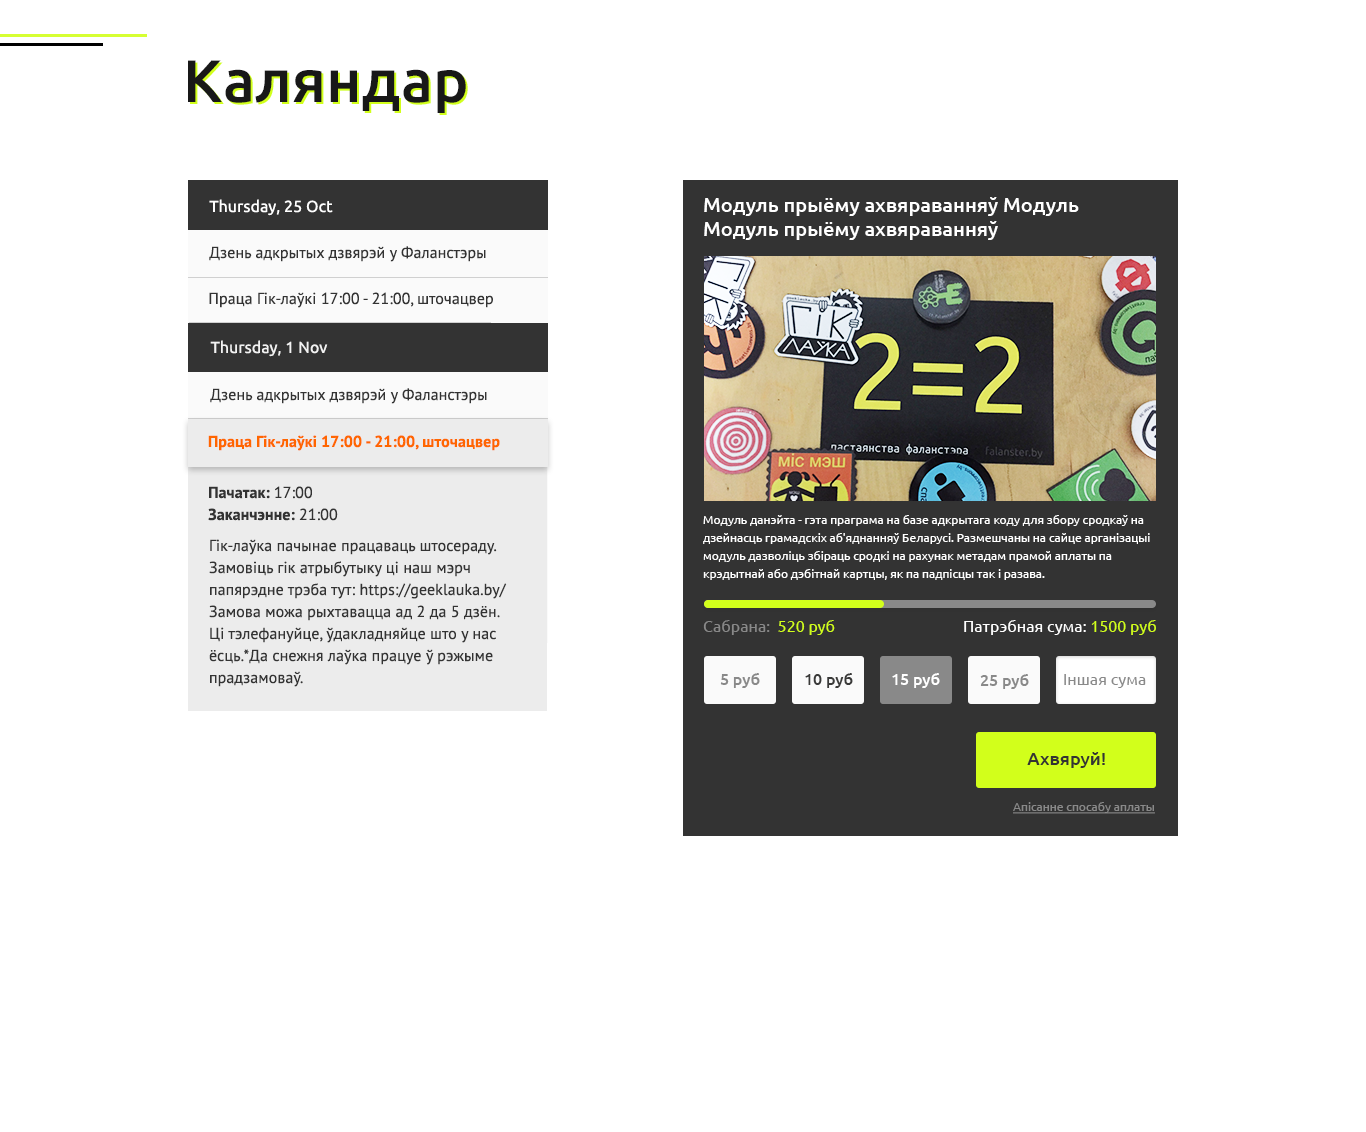 Каляндар
Thursday, 25 Oct
Дзень адкрытых дзвярэй у Фаланстэры
Праца Гік-лаўкі 17:00 - 21:00, шточацвер
Thursday, 1 Nov
Дзень адкрытых дзвярэй у Фаланстэры
Праца Гік-лаўкі 17:00 - 21:00, шточацвер
Пачатак: 17:00
Заканчэнне: 21:00
Гік-лаўка пачынае працаваць штосераду.
Замовіць гік атрыбутыку ці наш мэрч
папярэдне трэба тут: https://geeklauka.by/
Замова можа рыхтавацца ад 2 да 5 дзён.
Ці тэлефануйце, ўдакладняйце што у нас
ёсць.*Да снежня лаўка працуе ў рэжыме
прадзамоваў.
Модуль прыёму ахвяраванняў Модуль
Модуль прыёму ахвяраванняў
ГІК
ЛАЎКА
2=2
пастаянства фаланстэра
falanster.by
МІС МЭШ
Модуль данэйта - гэта праграма на базе адкрытага коду для збору сродкаў на
дзейнасць грамадскіх аб'яднанняў Беларусі. Размешчаны на сайце арганізацыі
модуль дазволіць збіраць сродкі на рахунак метадам прамой аплаты па
крэдытнай або дэбітнай картцы, як па падпісцы так і разава.
Сабрана: 520 руб
Патрэбная сума: 1500 руб
5 руб
10 руб
15 руб
25 руб
Іншая сума
Ахвяруй!
Апісанне спосабу аплаты